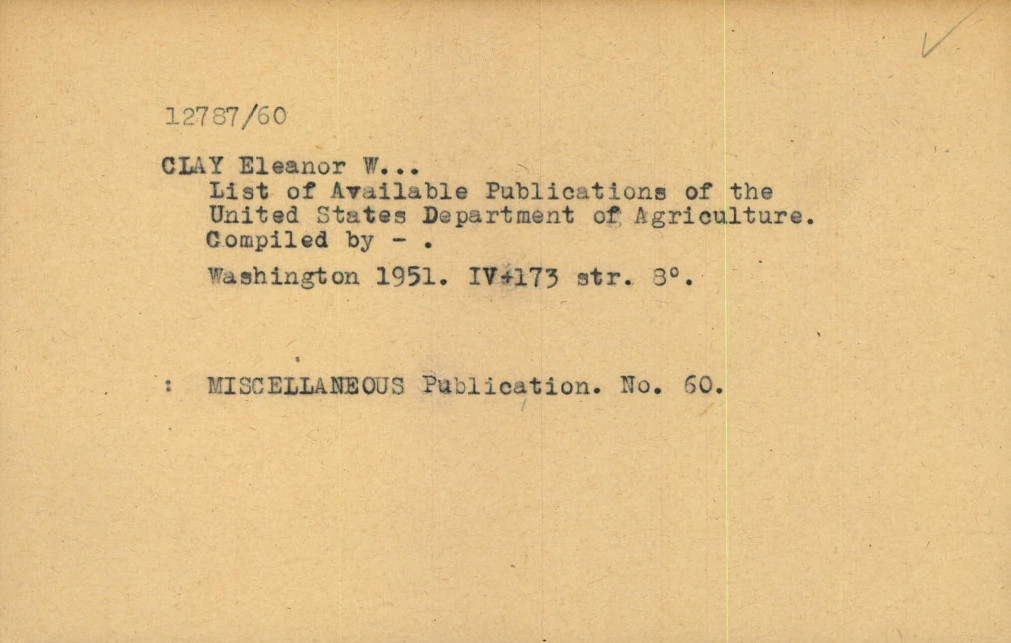 12787/60
CLAY Eleanor W...
List of Available Publications of the
United States Department of Agriculture.
Compiled by - .
Washington 1951. IV+173 str. 8°.
: MISCELLANEOUS Publication. No. 60.